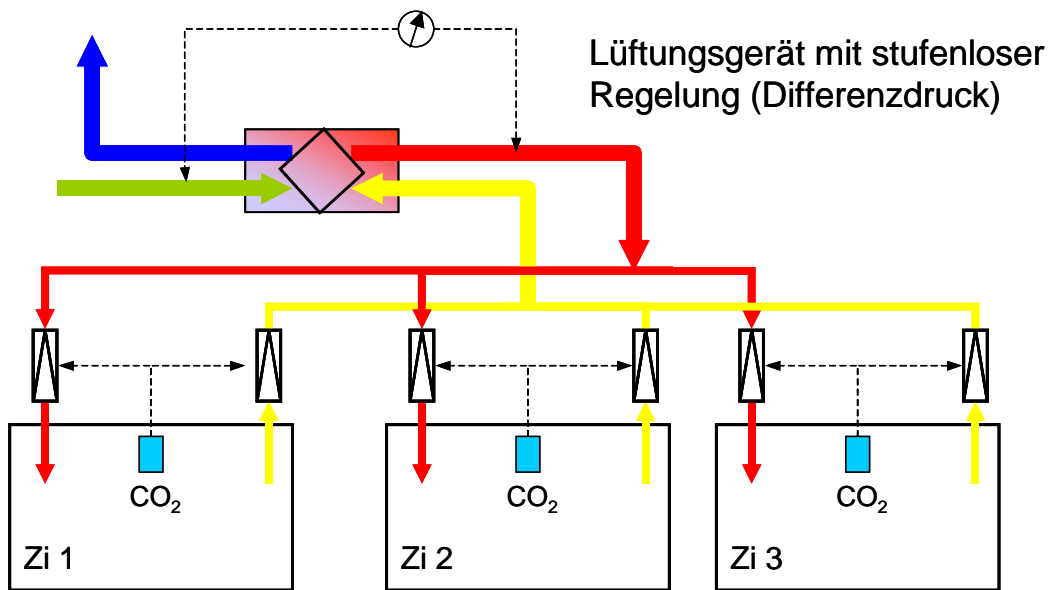 Lüftungsgerät mit stufenloser
Regelung (Differenzdruck)
CO₂
CO₂
CO₂
Zi 1
Zi 2
Zi 3